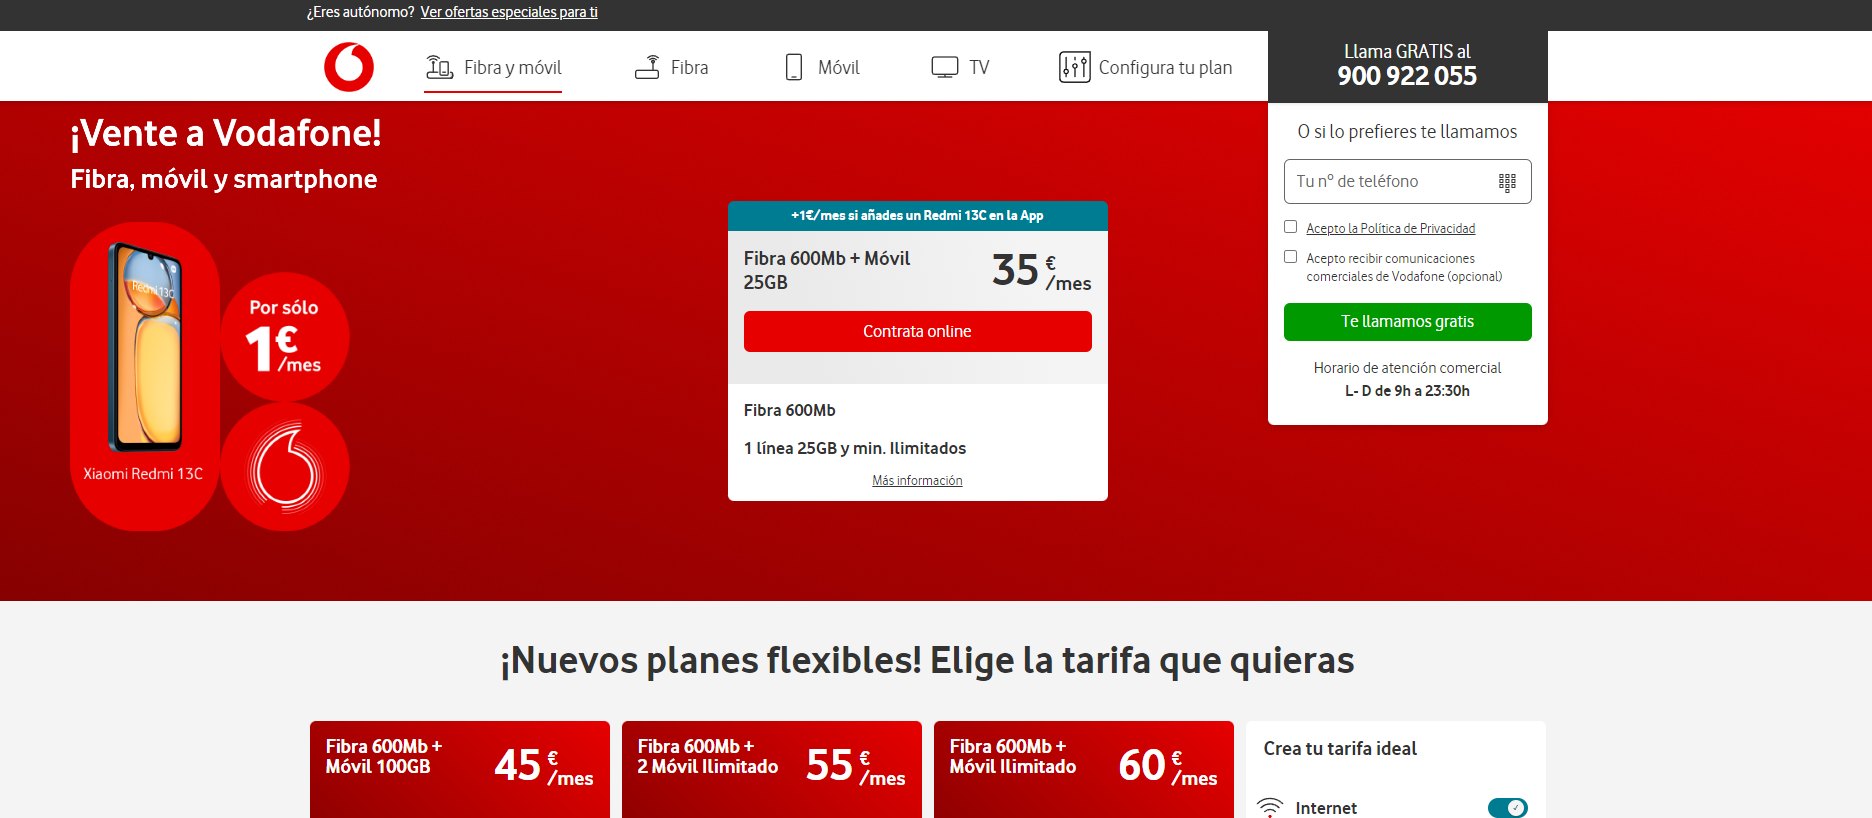 ¿Eres autónomo? Ver ofertas especiales para ti
Fibra y móvil
Fibra
Móvil
TV
Configura tu plan
Llama GRATIS al
900 922 055
¡Vente a Vodafone!
Fibra, móvil y smartphone
Redmi 13C
Xiaomi Redmi 13C
Por sólo
1€/mes
+1€/mes si añades un Redmi 13C en la App
Fibra 600Mb + Móvil
25GB
35 €/mes
Contrata online
Fibra 600Mb
1 línea 25GB y min. Ilimitados
Más información
O si lo prefieres te llamamos
Tu nº de teléfono
Acepto la Política de Privacidad
Acepto recibir comunicaciones
comerciales de Vodafone (opcional)
Te llamamos gratis
Horario de atención comercial
L- D de 9h a 23:30h
¡Nuevos planes flexibles! Elige la tarifa que quieras
Fibra 600Mb +
Móvil 100GB
45 €/mes
Fibra 600Mb +
2 Móvil Ilimitado
55 €/mes
Fibra 600Mb +
Móvil Ilimitado
60 €/mes
Crea tu tarifa ideal
Internet